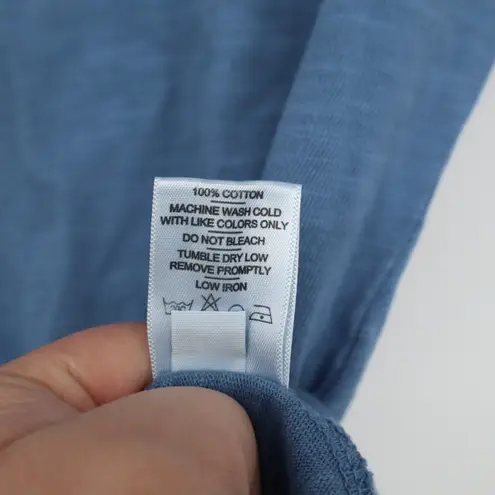 100% COTTON
MACHINE WASH COLD
WITH LIKE COLORS ONLY
DO NOT BLEACH
TUMBLE DRY LOW
REMOVE PROMPTLY
LOW IRON